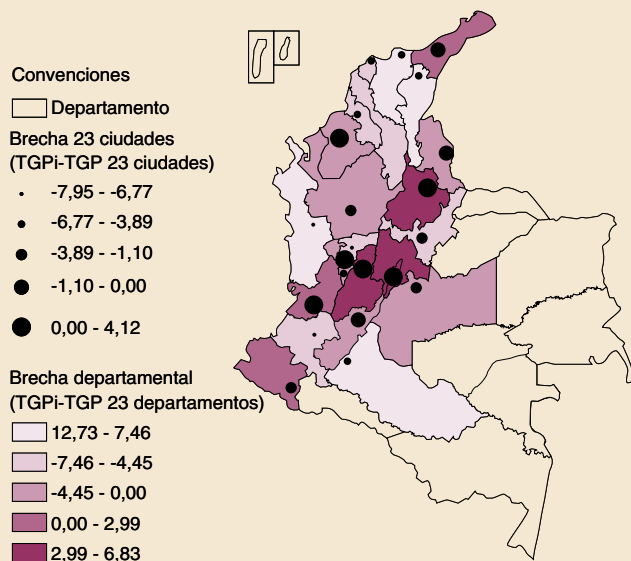 Convenciones
Departamento
Brecha 23 ciudades
(TGPi-TGP 23 ciudades)
-7,95 - -6,77
-6,77 - -3,89
-3,89 - -1,10
-1,10 - 0,00
0,00 - 4,12
Brecha departamental
(TGPi-TGP 23 departamentos)
12,73 - 7,46
-7,46 - -4,45
-4,45 - 0,00
0,00 - 2,99
2,99 - 6,83